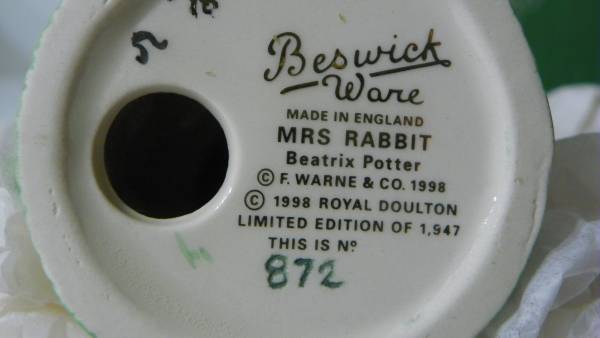 Beswick
Ware
MADE IN ENGLAND
MRS RABBIT
Beatrix Potter
© F. WARNE & CO. 1998
© 1998 ROYAL DOULTON
LIMITED EDITION OF 1,947
THIS IS Nº
872